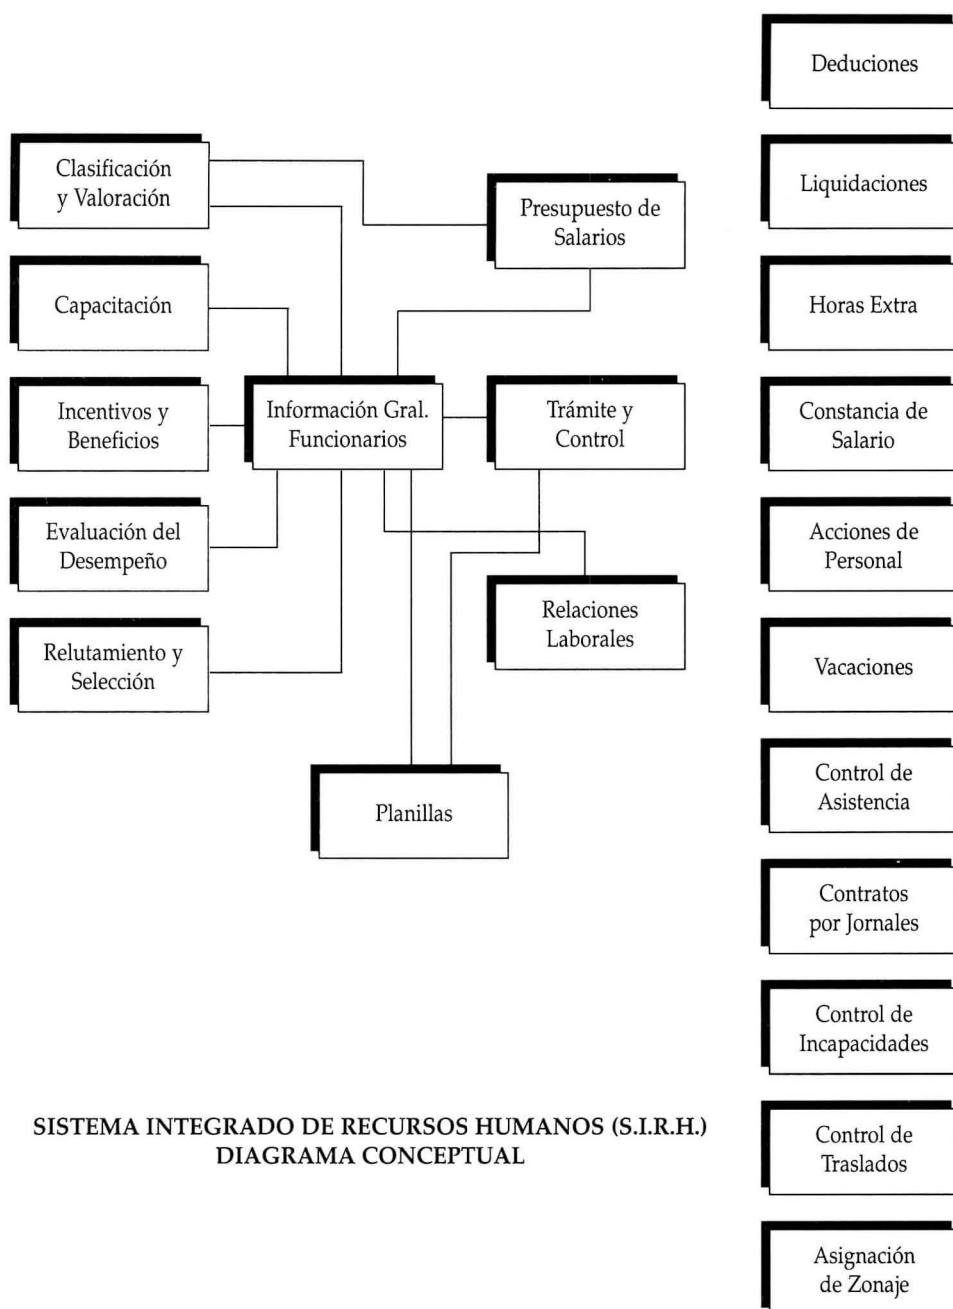 Clasificación
y Valoración
Capacitación
Incentivos y
Beneficios
Evaluación del
Desempeño
Relutamiento y
Selección
Información Gral.
Funcionarios
Presupuesto de
Salarios
Trámite y
Control
Relaciones
Laborales
Planillas
Deduciones
Liquidaciones
Horas Extra
Constancia de
Salario
Acciones de
Personal
Vacaciones
Control de
Asistencia
Contratos
por Jornales
Control de
Incapacidades
Control de
Traslados
Asignación
de Zonaje
SISTEMA INTEGRADO DE RECURSOS HUMANOS (S.I.R.H.)
DIAGRAMA CONCEPTUAL